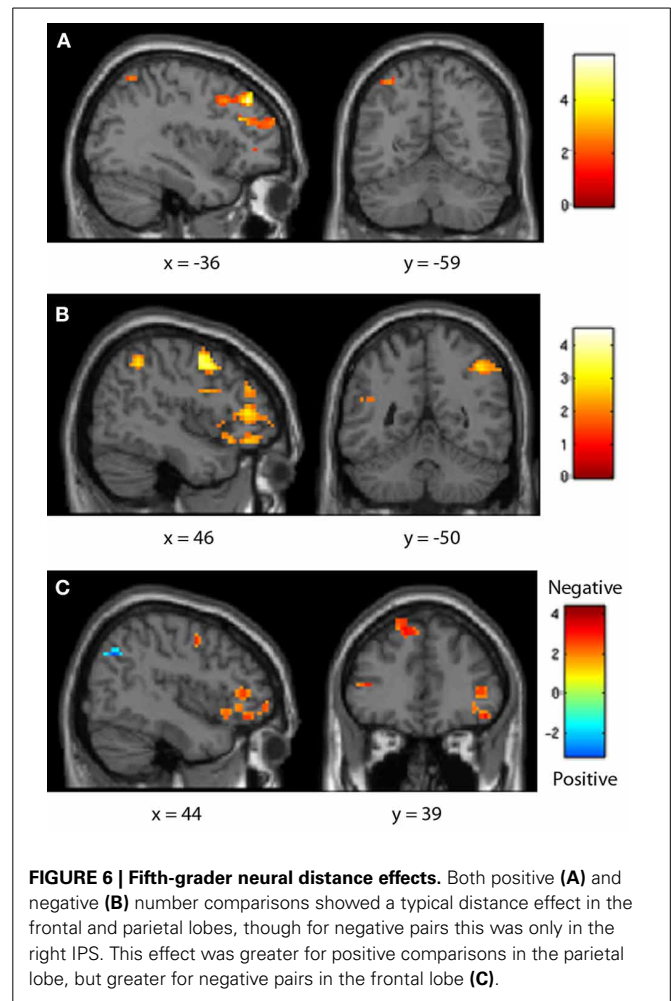 A
4
2
0
x = -36
y = -59
B
4
3
2
1
0
x = 46
y = -50
C
Negative
4
2
0
-2
Positive
x = 44
y = 39
FIGURE 6 | Fifth-grader neural distance effects. Both positive (A) and
negative (B) number comparisons showed a typical distance effect in the
frontal and parietal lobes, though for negative pairs this was only in the
right IPS. This effect was greater for positive comparisons in the parietal
lobe, but greater for negative pairs in the frontal lobe (C).